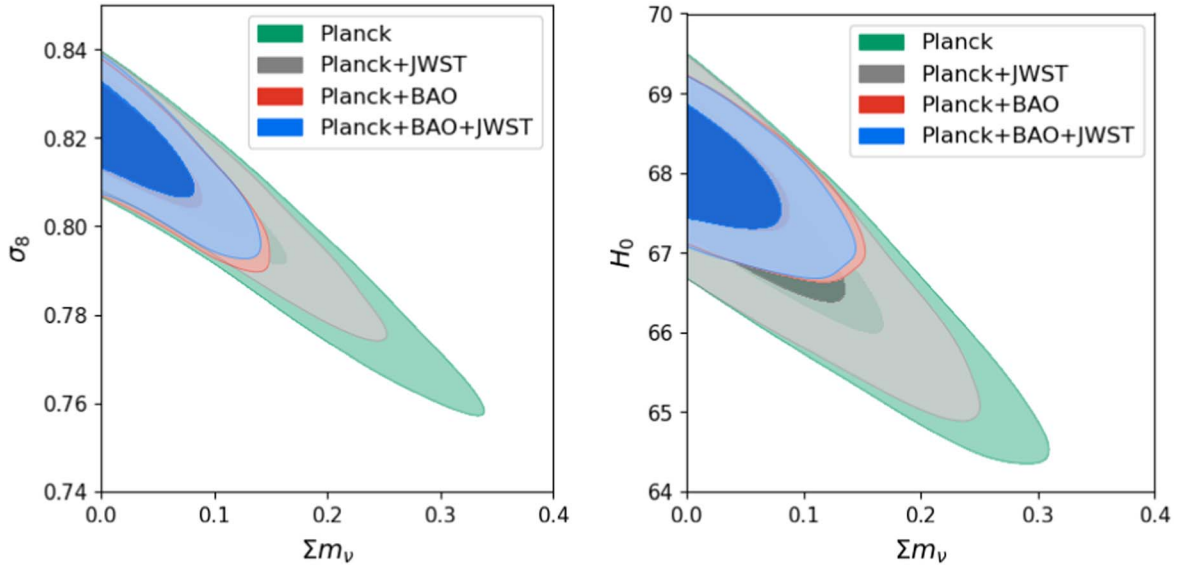 0.84
0.82
0.80
0.78
0.76
0.74
σ8
0.0
0.1
0.2
0.3
0.4
Σmν
Planck
Planck+JWST
Planck+BAO
Planck+BAO+JWST
70
69
68
67
66
65
64
H0
0.0
0.1
0.2
0.3
0.4
Σmν
Planck
Planck+JWST
Planck+BAO
Planck+BAO+JWST